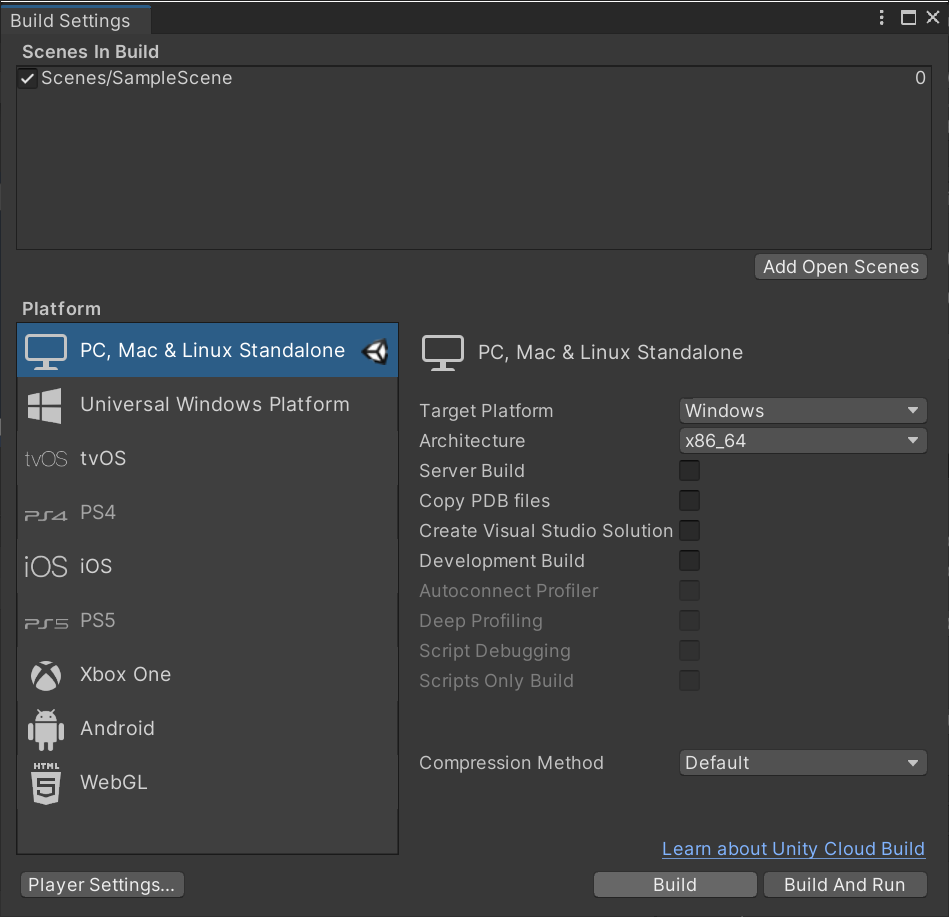 Build Settings
Scenes In Build
Scenes/SampleScene 0
Add Open Scenes
Platform
PC, Mac & Linux Standalone
Universal Windows Platform
tvOS tvOS
PS4 PS4
iOS iOS
PS5 PS5
Xbox One
Android
HTML 5 WebGL
PC, Mac & Linux Standalone
Target Platform Windows
Architecture x86_64
Server Build
Copy PDB files
Create Visual Studio Solution
Development Build
Autoconnect Profiler
Deep Profiling
Script Debugging
Scripts Only Build
Compression Method Default
Learn about Unity Cloud Build
Player Settings... Build Build And Run